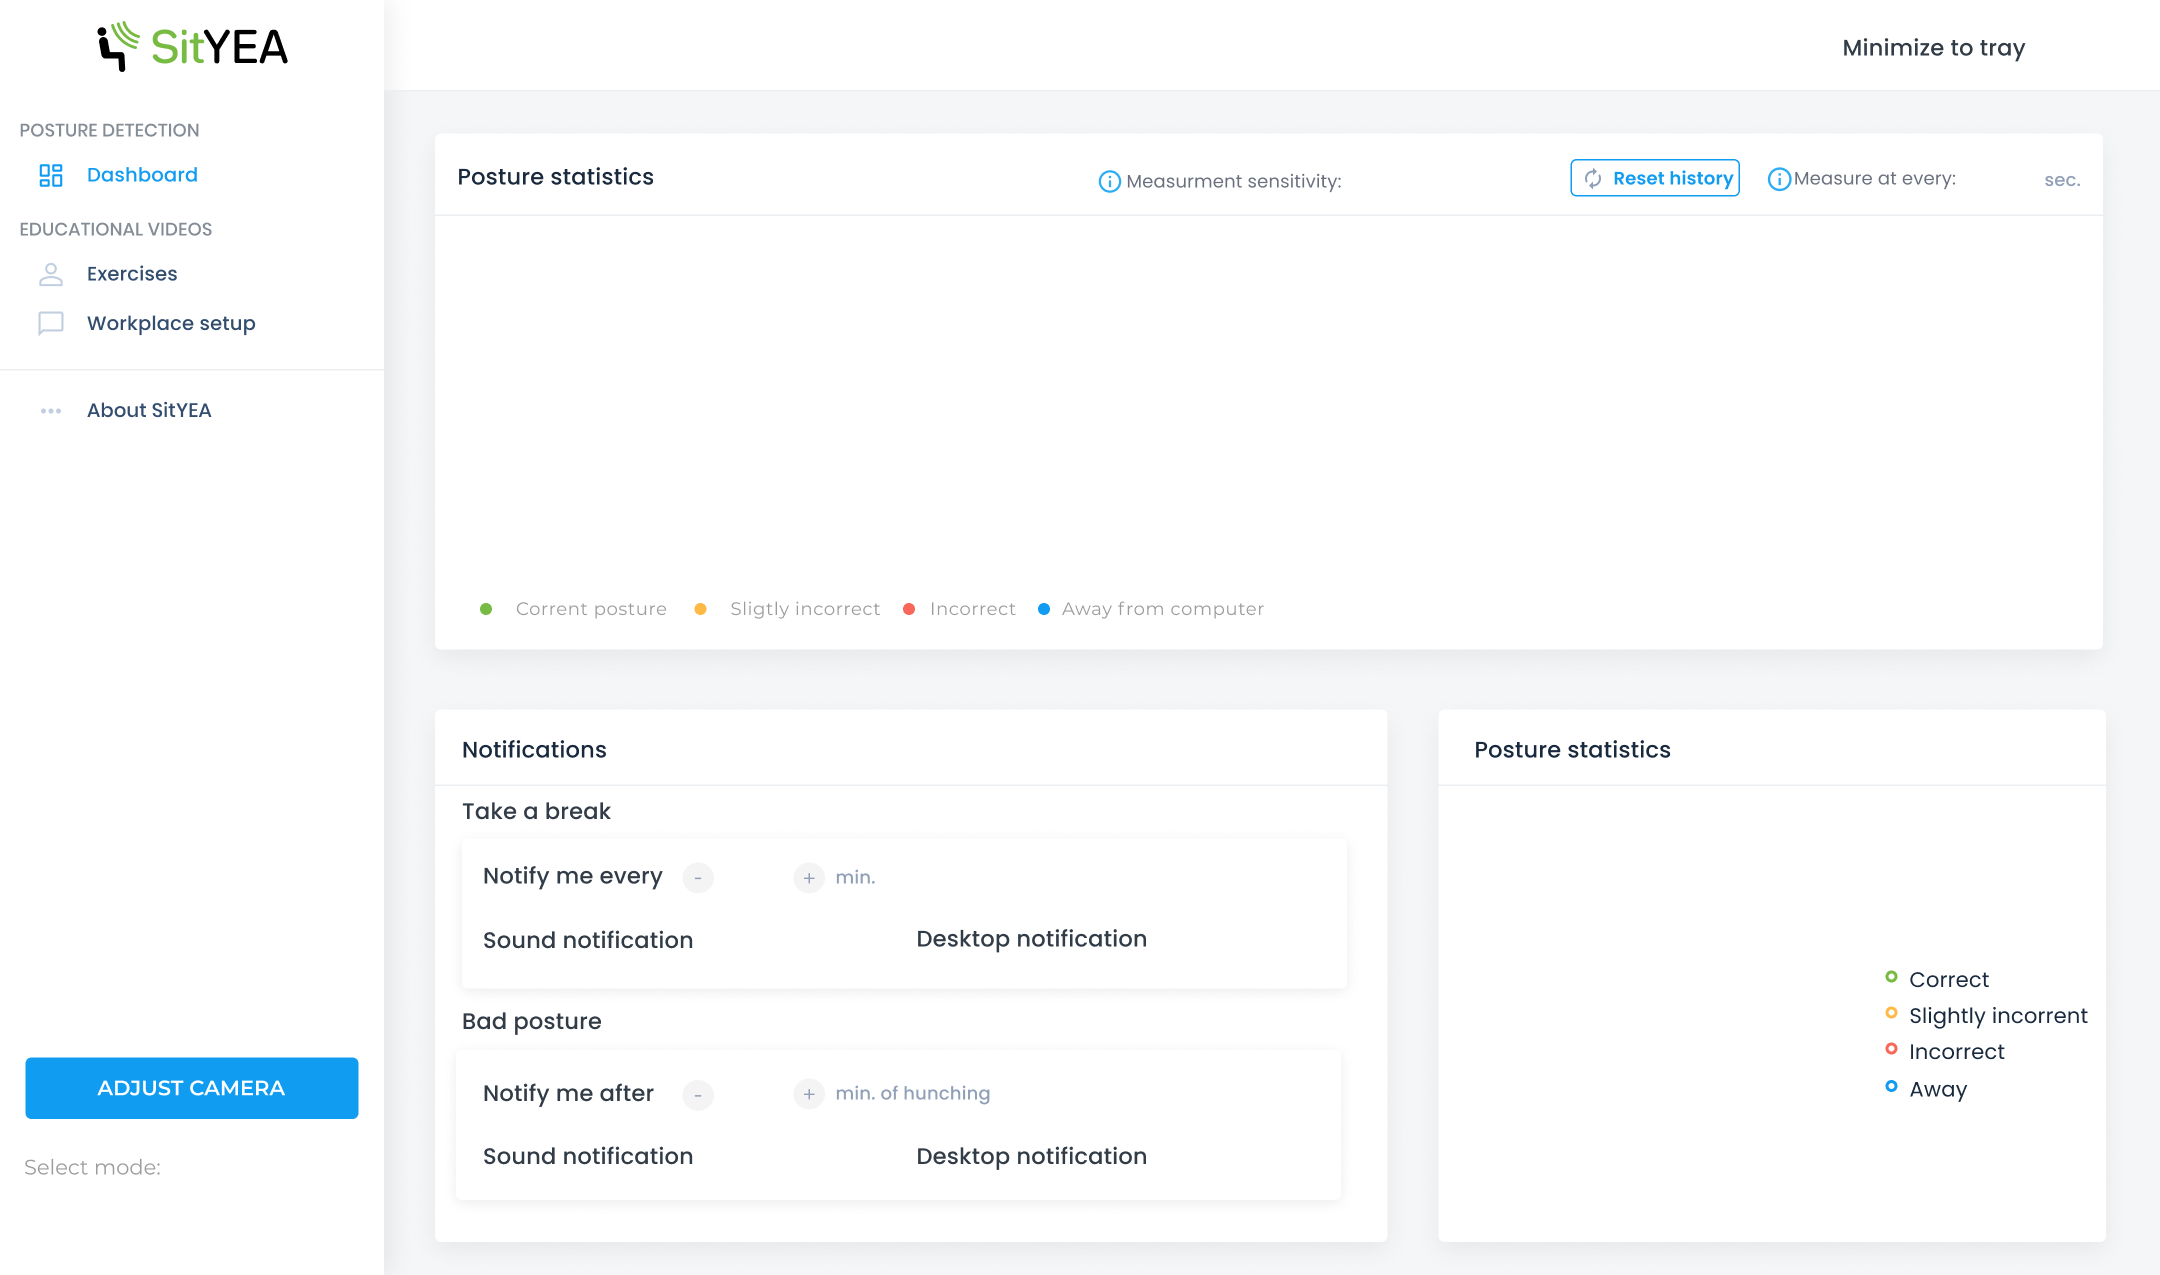 SitYEA
Minimize to tray
POSTURE DETECTION
Dashboard
EDUCATIONAL VIDEOS
Exercises
Workplace setup
About SitYEA
ADJUST CAMERA
Select mode:
Posture statistics
Measurment sensitivity:
Reset history
Measure at every:
sec.
Corrent posture
Sligtly incorrect
Incorrect
Away from computer
Notifications
Take a break
Notify me every - + min.
Sound notification
Desktop notification
Bad posture
Notify me after - + min. of hunching
Sound notification
Desktop notification
Posture statistics
Correct
Slightly incorrent
Incorrect
Away